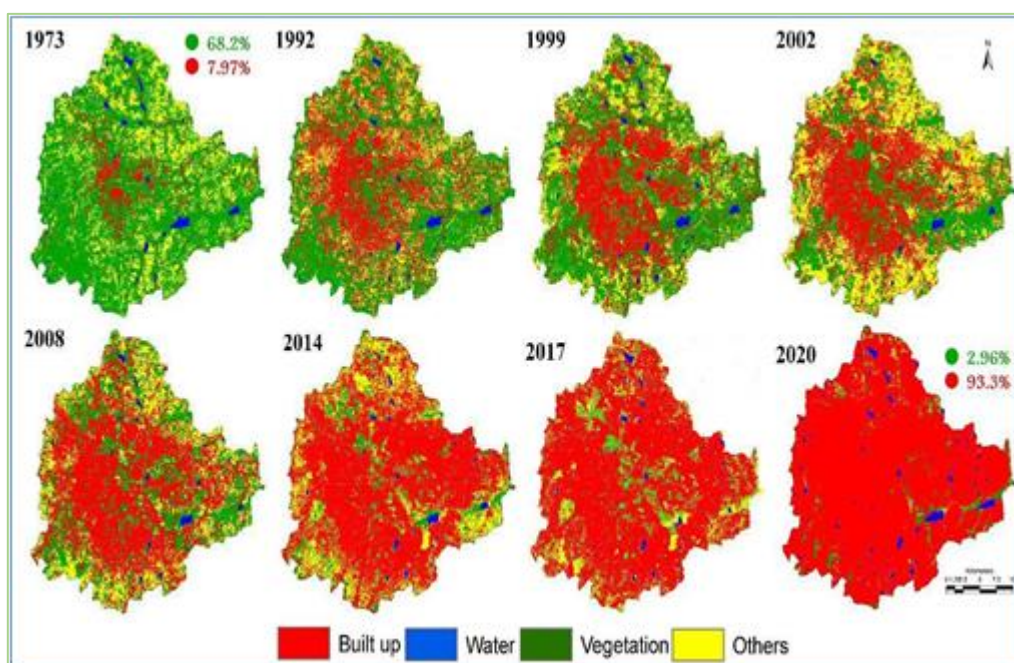 1973
68.2%
7.97%
1992
1999
2002
N
2008
2014
2017
2020
2.96%
93.3%
Kilometers
Built up
Water
Vegetation
Others